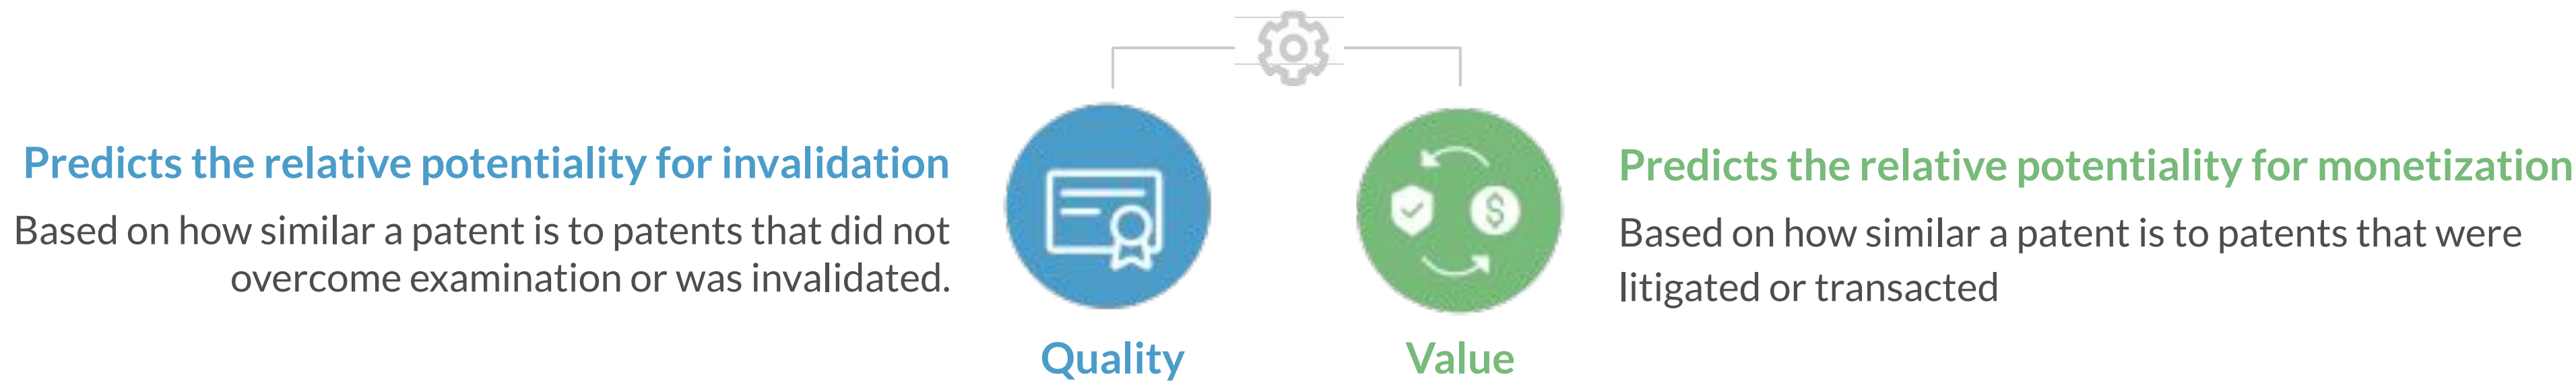 Predicts the relative potentiality for invalidation
Based on how similar a patent is to patents that did not
overcome examination or was invalidated.
Quality
$
Value
Predicts the relative potentiality for monetization
Based on how similar a patent is to patents that were
litigated or transacted